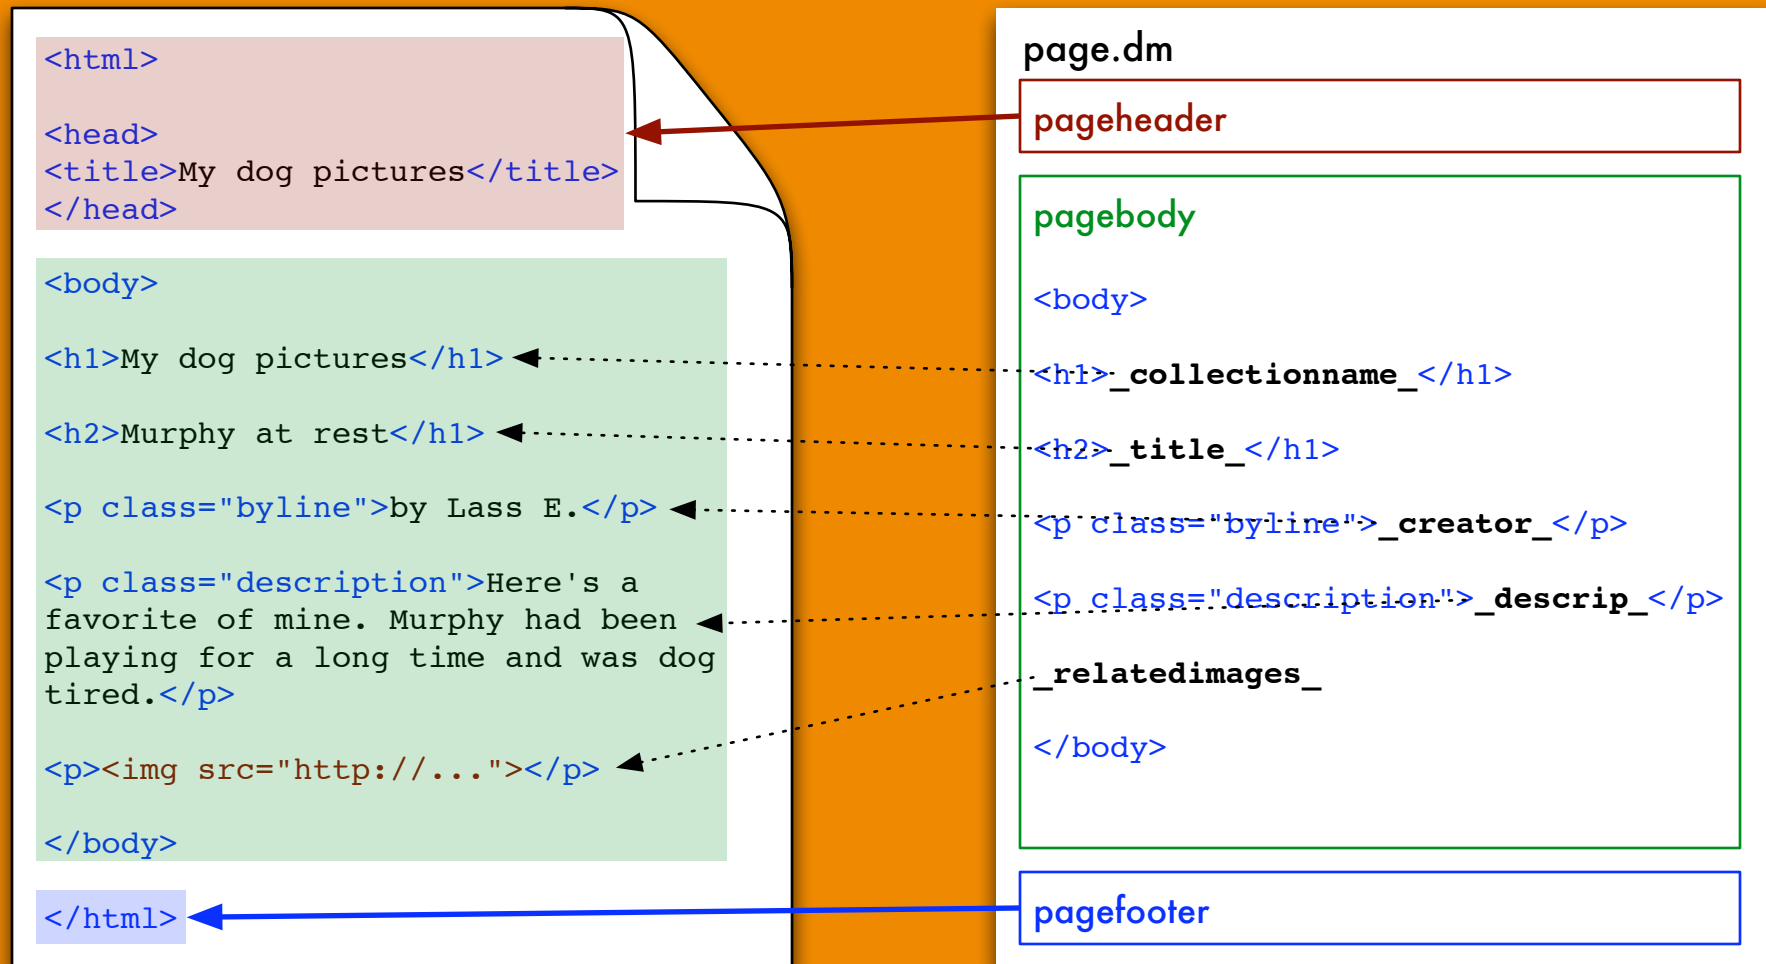 <html>
<head>
<title>My dog pictures</title>
</head>
<body>
<h1>My dog pictures</h1>
<h2>Murphy at rest</h1>
<p class="byline">by Lass E.</p>
<p class="description">Here's a
favorite of mine. Murphy had been
playing for a long time and was dog
tired.</p>
<p><img src="http://..."></p>
</body>
</html>
page.dm
pageheader
pagebody
<body>
<h1>_collectionname_</h1>
<h2>_title_</h1>
<p class="byline">_creator_</p>
<p class="description">_descrip_</p>
_relatedimages_
</body>
pagefooter